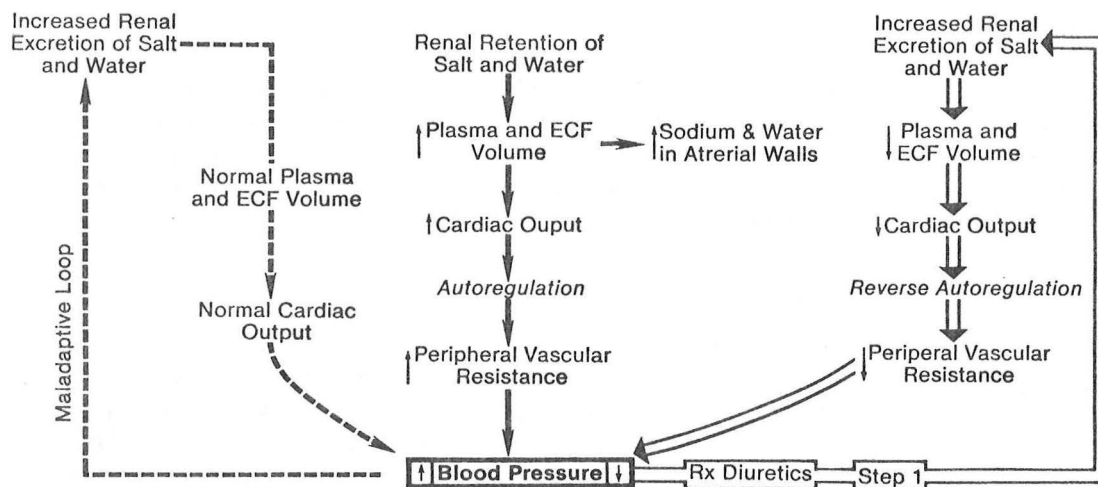 Increased Renal
Excretion of Salt
and Water
Normal Plasma
and ECF Volume
Normal Cardiac
Output
Maladaptive Loop
Renal Retention of
Salt and Water
↑ Plasma and ECF
Volume
↑ Sodium & Water
in Atrerial Walls
↑ Cardiac Ouput
Autoregulation
↑ Peripheral Vascular
Resistance
↑ Blood Pressure ↓
Rx Diuretics
Step 1
Increased Renal
Excretion of Salt
and Water
↓ Plasma and
ECF Volume
↓ Cardiac Output
Reverse Autoregulation
↓ Periperal Vascular
Resistance